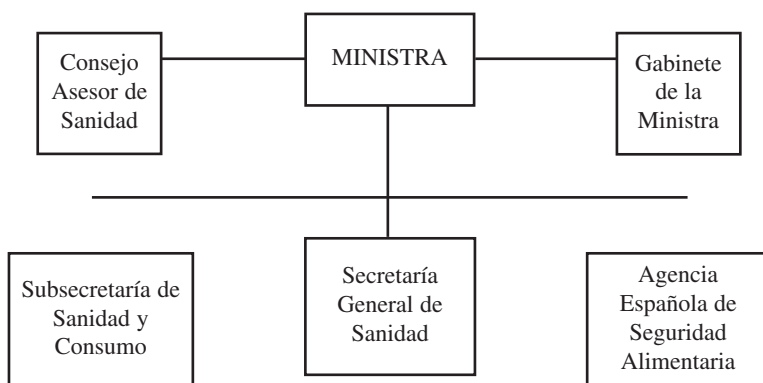 Consejo
Asesor de
Sanidad
MINISTRA
Gabinete
de la
Ministra
Subsecretaría de
Sanidad y
Consumo
Secretaría
General de
Sanidad
Agencia
Española de
Seguridad
Alimentaria